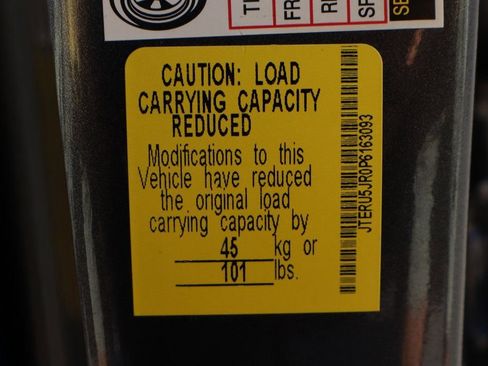 CAUTION: LOAD
CARRYING CAPACITY
REDUCED
Modifications to this
Vehicle have reduced
the original load
carrying capacity by
45 kg or
101 lbs.
JTERU5JR0P6163093